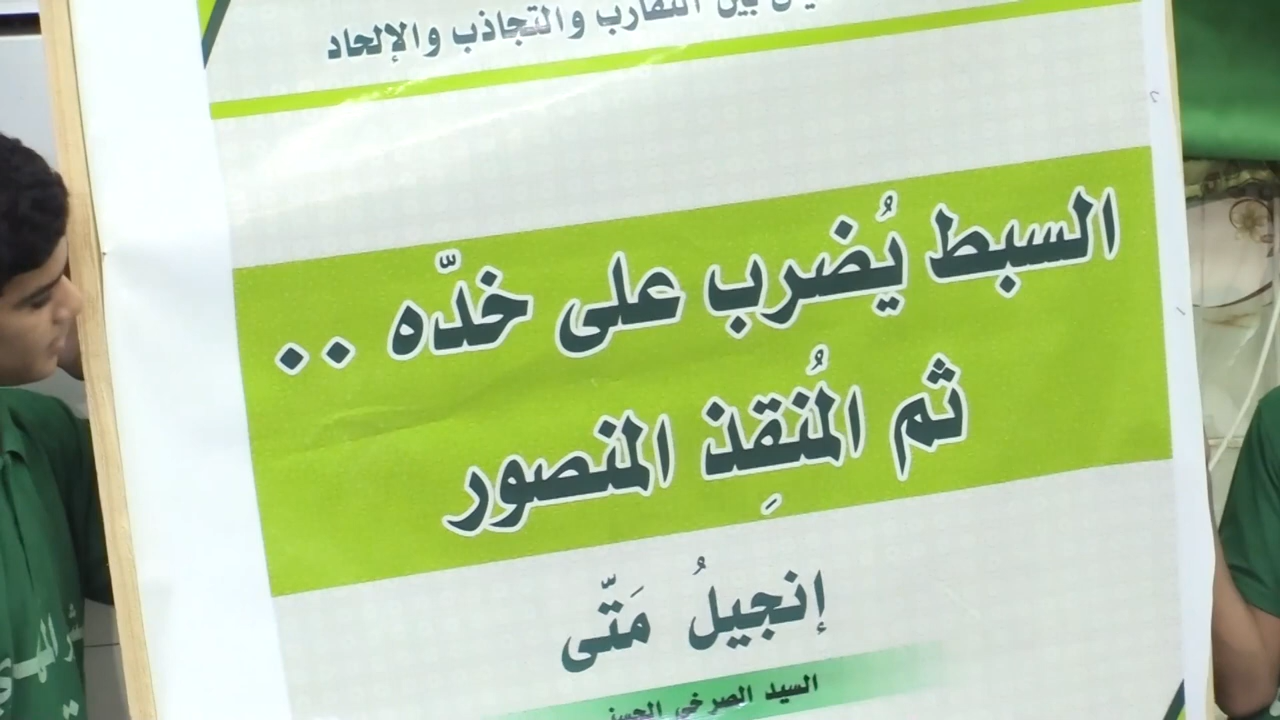 بين التقارب والتجاذب والإلحاد
السبط يُضرب على خدّه ..
ثم المُنقِذ المنصور
إنجيلُ مَتّى
السيد الصرخي الحسني